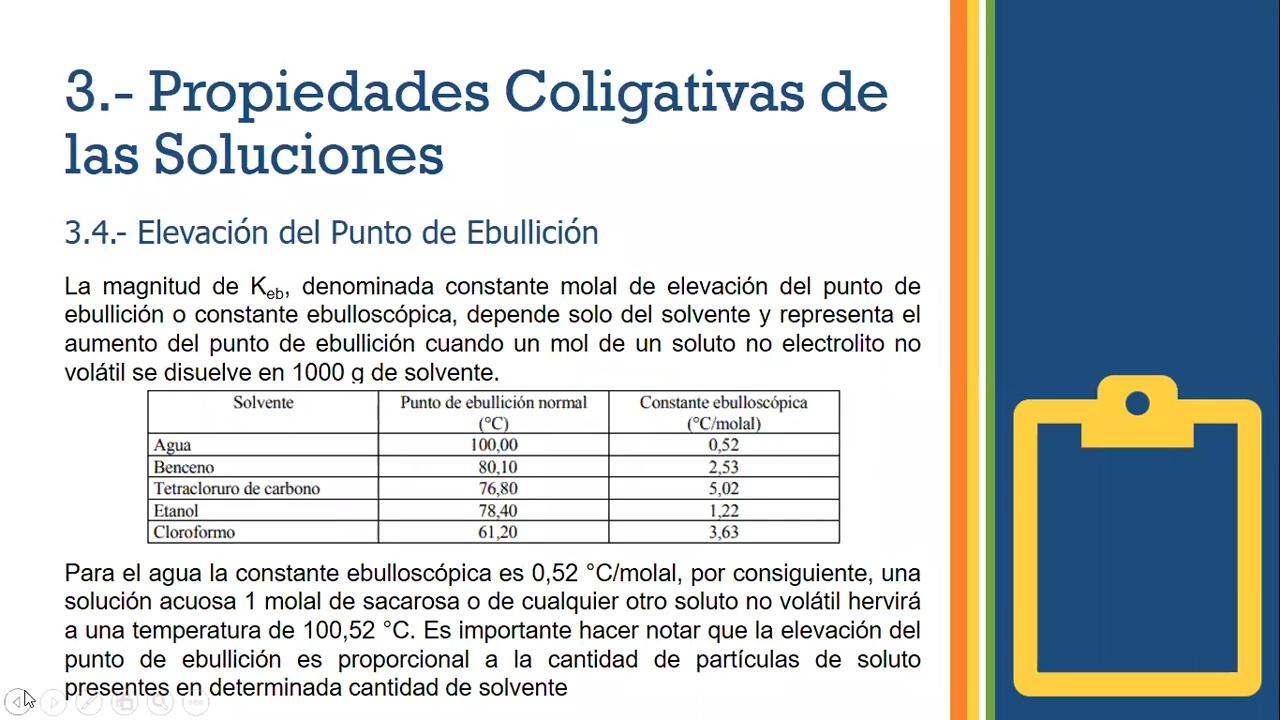 3.- Propiedades Coligativas de
las Soluciones
3.4.- Elevación del Punto de Ebullición
La magnitud de Keb, denominada constante molal de elevación del punto de
ebullición o constante ebulloscópica, depende solo del solvente y representa el
aumento del punto de ebullición cuando un mol de un soluto no electrolito no
volátil se disuelve en 1000 g de solvente.
Solvente Punto de ebullición normal (°C) Constante ebulloscópica (°C/molal)
Agua 100,00 0,52
Benceno 80,10 2,53
Tetracloruro de carbono 76,80 5,02
Etanol 78,40 1,22
Cloroformo 61,20 3,63
Para el agua la constante ebulloscópica es 0,52 °C/molal, por consiguiente, una
solución acuosa 1 molal de sacarosa o de cualquier otro soluto no volátil hervirá
a una temperatura de 100,52 °C. Es importante hacer notar que la elevación del
punto de ebullición es proporcional a la cantidad de partículas de soluto
presentes en determinada cantidad de solvente